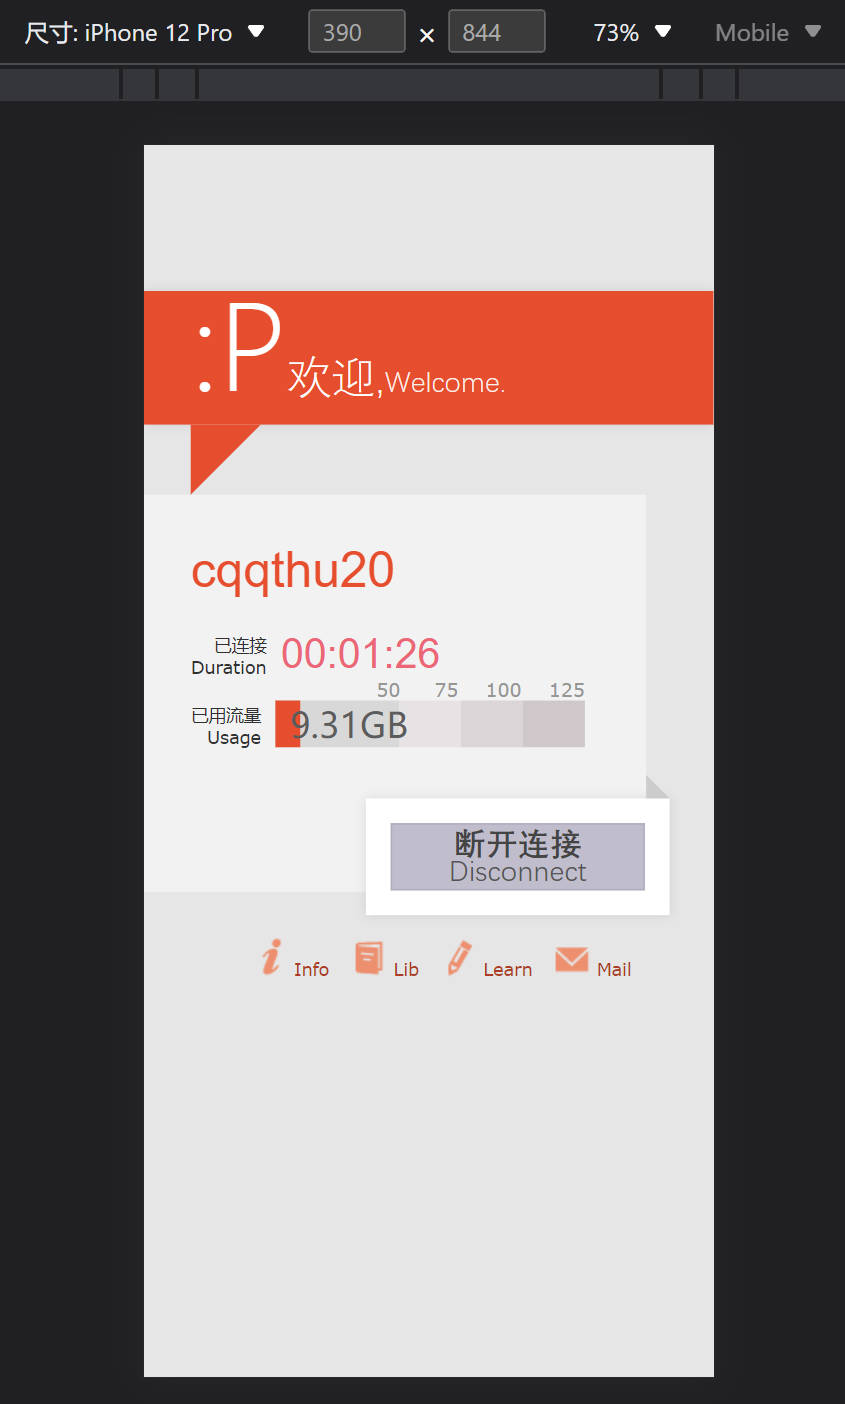 尺寸: iPhone 12 Pro 390 × 844 73% Mobile
:P 欢迎,Welcome.
cqqthu20
已连接
Duration
00:01:26
50 75 100 125
已用流量
Usage
9.31GB
断开连接
Disconnect
Info Lib Learn Mail